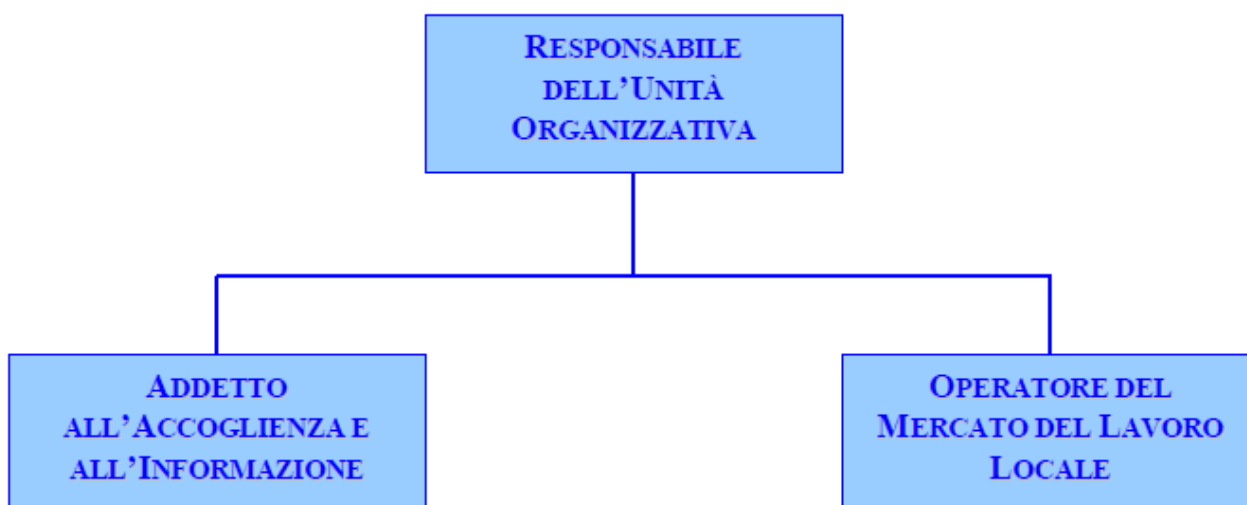 RESPONSABILE
DELL’UNITÀ
ORGANIZZATIVA
ADDETTO
ALL’ACCOGLIENZA E
ALL’INFORMAZIONE
OPERATORE DEL
MERCATO DEL LAVORO
LOCALE